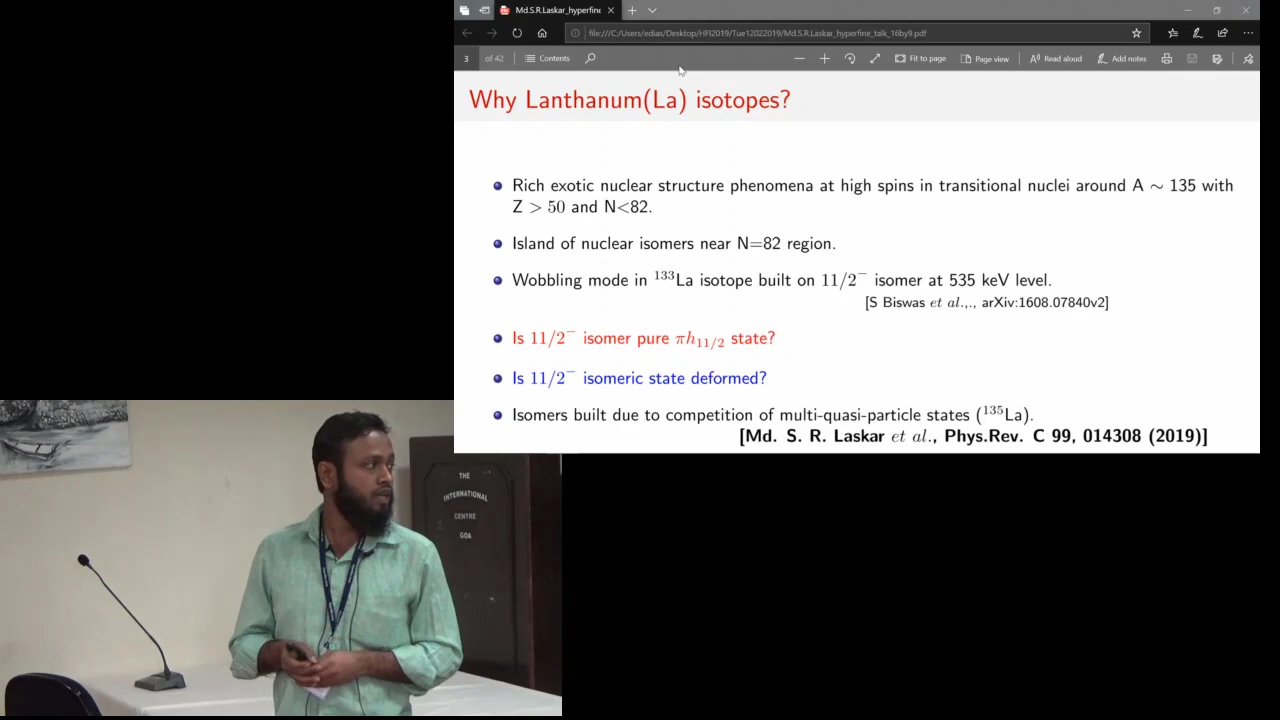 Md.S.R.Laskar_hyperfine
file:///C:/Users/edias/Desktop/HFI2019/Tue12022019/Md.S.R.Laskar_hyperfine_talk_16by9.pdf
3 of 42 Contents Fit to page Page view Read aloud Add notes
Why Lanthanum(La) isotopes?
Rich exotic nuclear structure phenomena at high spins in transitional nuclei around A ∼ 135 with
Z > 50 and N<82.
Island of nuclear isomers near N=82 region.
Wobbling mode in ¹³³La isotope built on 11/2⁻ isomer at 535 keV level.
[S Biswas et al.,., arXiv:1608.07840v2]
Is 11/2⁻ isomer pure πh₁₁/₂ state?
Is 11/2⁻ isomeric state deformed?
Isomers built due to competition of multi-quasi-particle states (¹³⁵La).
[Md. S. R. Laskar et al., Phys.Rev. C 99, 014308 (2019)]
THE
INTERNATIONAL
CENTRE
GOA